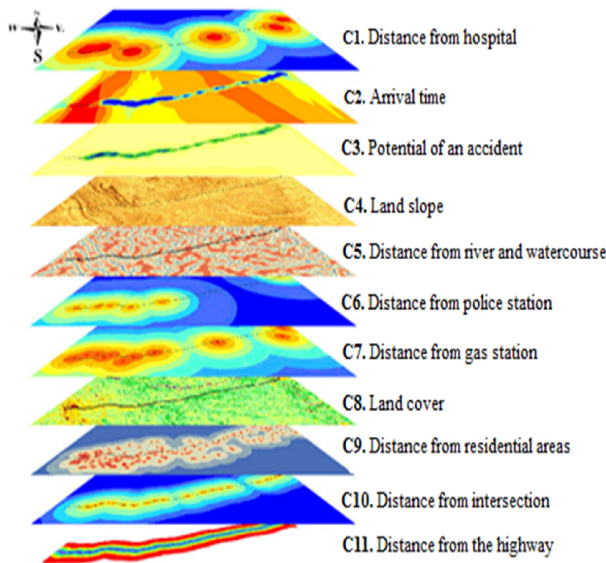 N
W
S
C1. Distance from hospital
C2. Arrival time
C3. Potential of an accident
C4. Land slope
C5. Distance from river and watercourse
C6. Distance from police station
C7. Distance from gas station
C8. Land cover
C9. Distance from residential areas
C10. Distance from intersection
C11. Distance from the highway